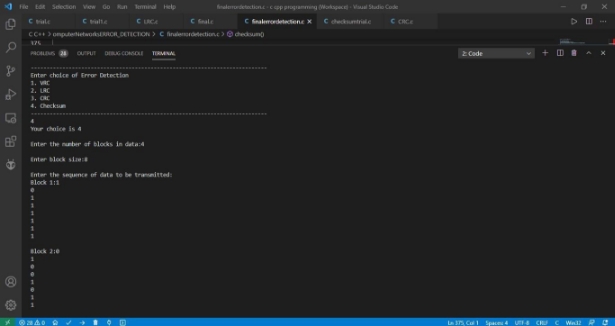 File Edit Selection View Go Run Terminal Help
finalerrordetection.c - c cpp programming (Workspace) - Visual Studio Code
C trial.c C trial1.c C LRC.c C final.c C finalerrordetection.c X C checksumtrial.c C CRC.c
C: C++ > omputerNetworksERROR_DETECTION > C finalerrordetection.c > checksum()
375
PROBLEMS 28 OUTPUT DEBUG CONSOLE TERMINAL 2: Code
Enter choice of Error Detection
1. VRC
2. LRC
3. CRC
4. Checksum
4
Your choice is 4
Enter the number of blocks in data:4
Enter block size:8
Enter the sequence of data to be transmitted:
Block 1:1
0
1
1
1
1
1
1
Block 2:0
1
0
0
1
0
1
1
28 0 Ln 375, Col 1 Spaces: 4 UTF-8 CRLF C Win32